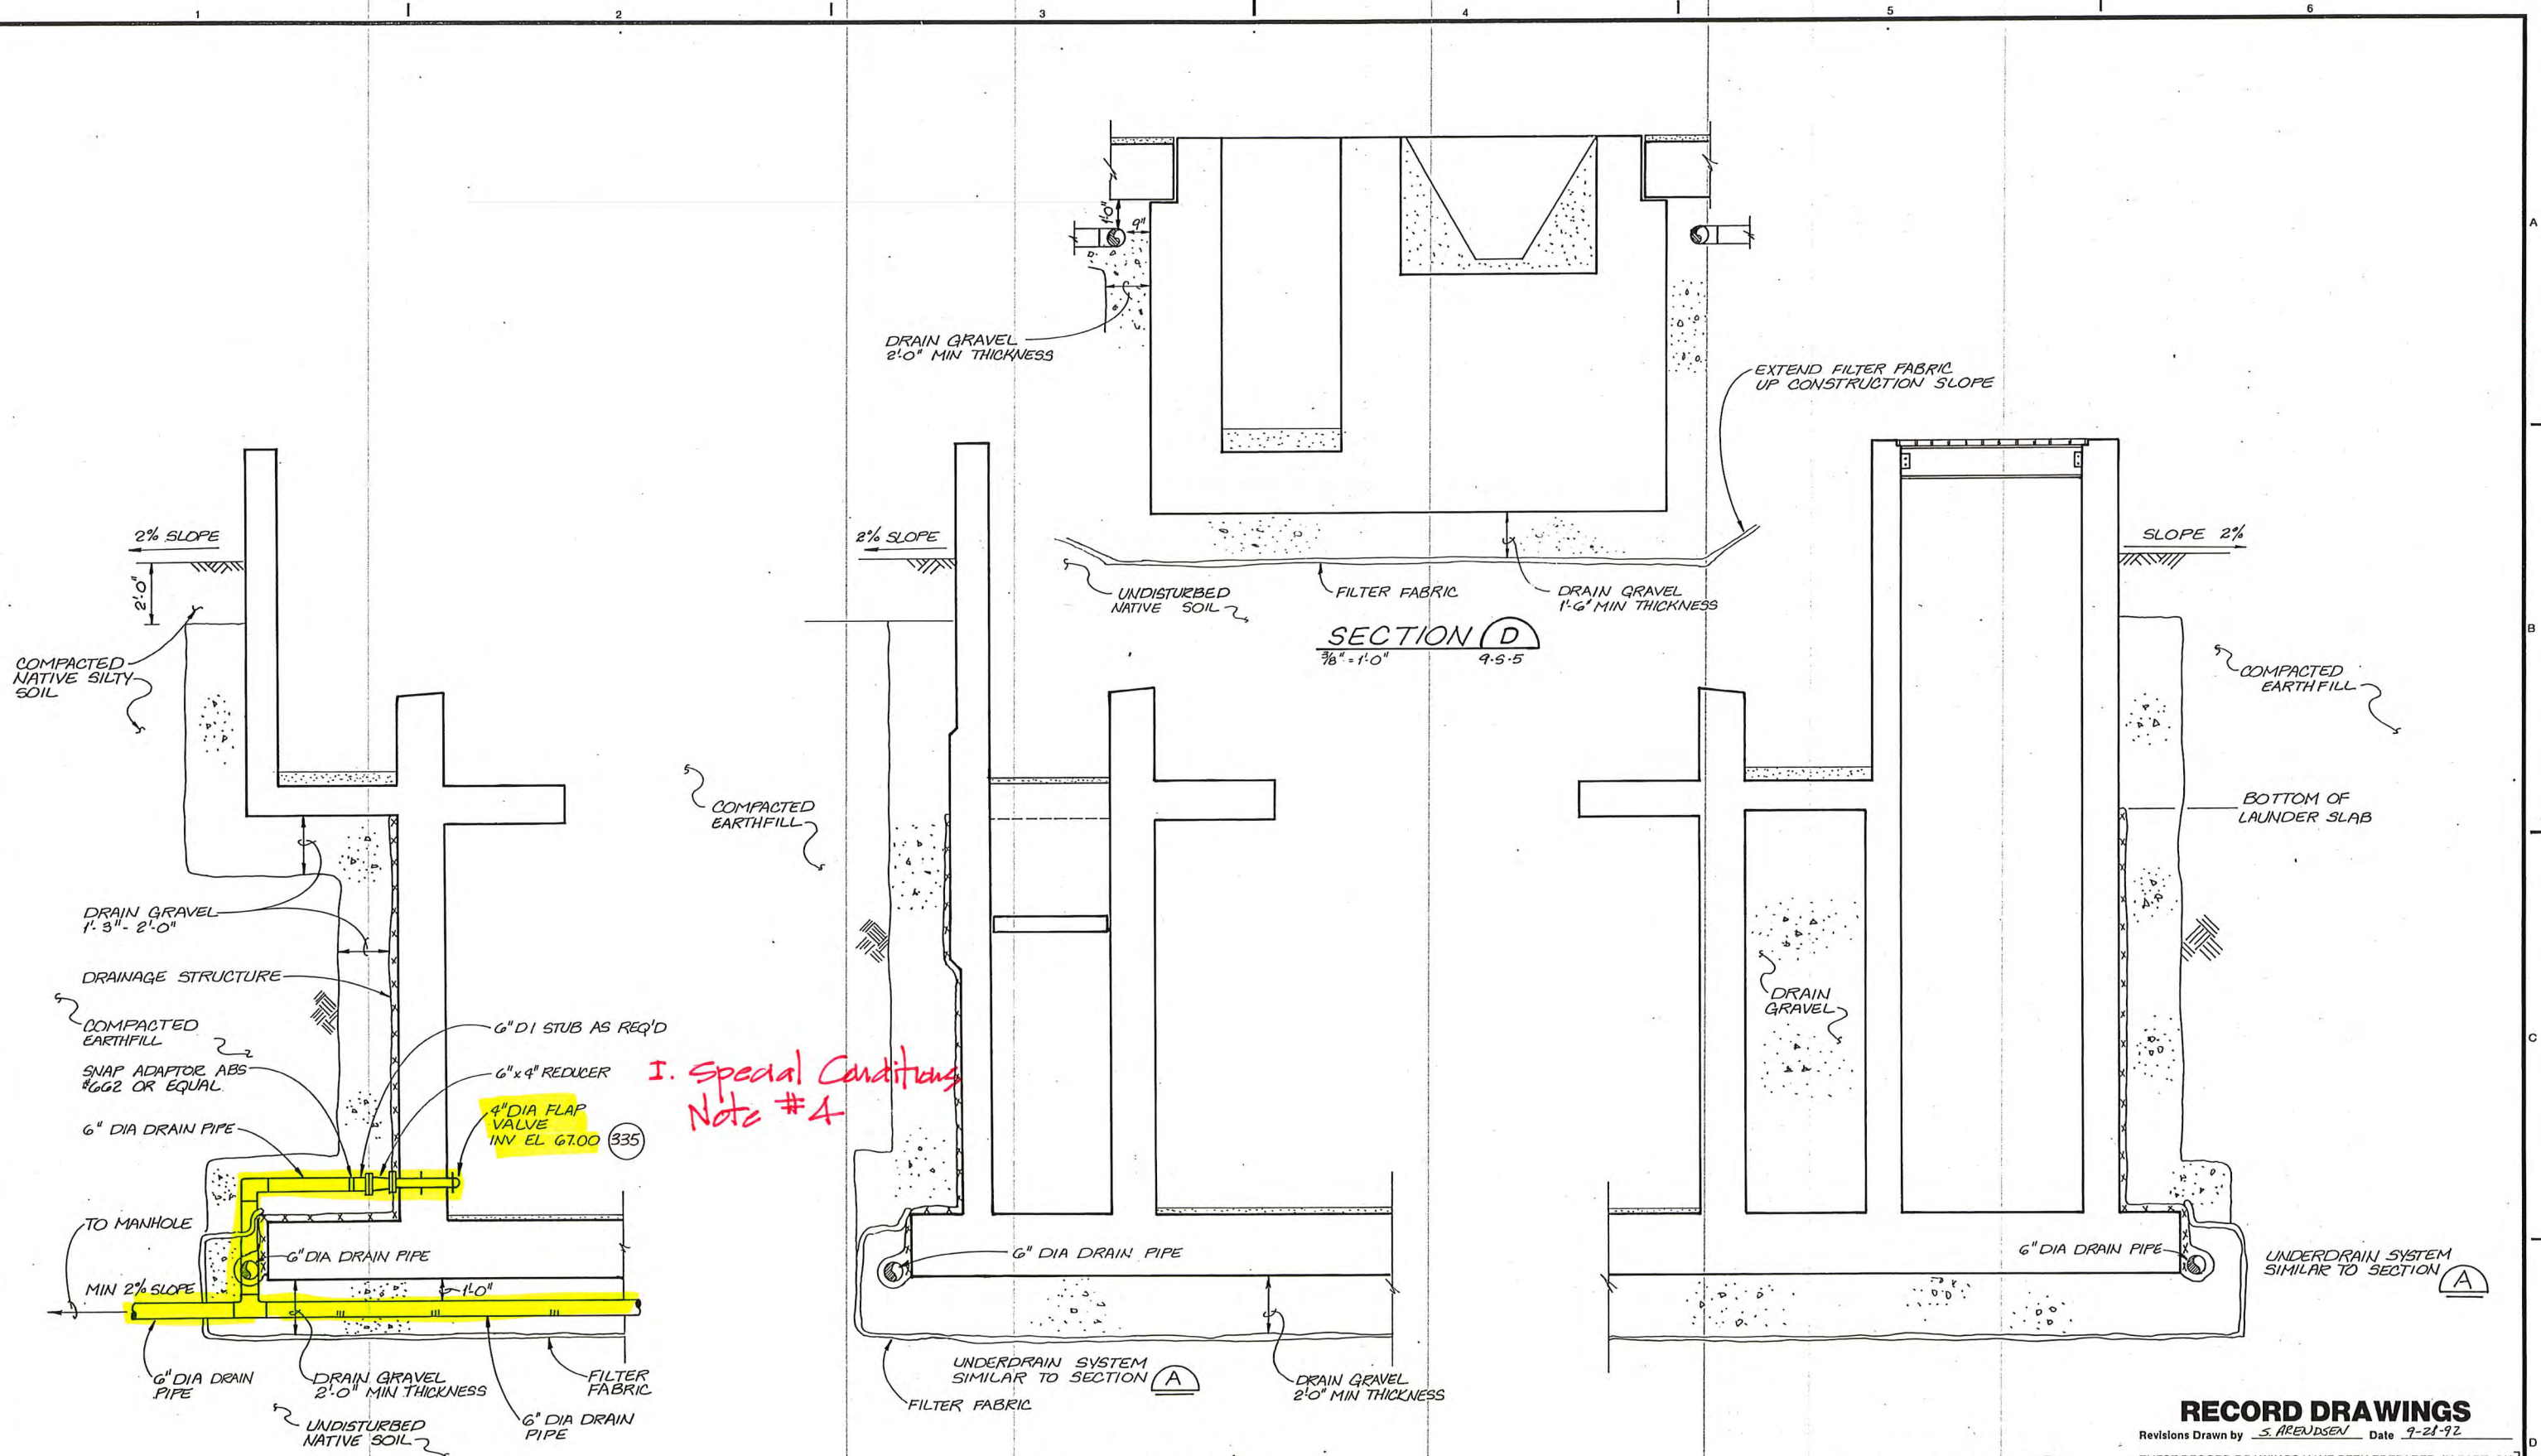 1
2
3
4
5
6
A
B
C
D
1'-0"
9"
DRAIN GRAVEL
2'-0" MIN THICKNESS
EXTEND FILTER FABRIC
UP CONSTRUCTION SLOPE
UNDISTURBED
NATIVE SOIL
FILTER FABRIC
DRAIN GRAVEL
1'-6" MIN THICKNESS
SECTION D
3/8" = 1'-0"
9-S-5
2% SLOPE
2'-0"
COMPACTED
NATIVE SILTY
SOIL
DRAIN GRAVEL
1'-3" - 2'-0"
DRAINAGE STRUCTURE
COMPACTED
EARTHFILL
SNAP ADAPTOR ABS
#662 OR EQUAL
6" DIA DRAIN PIPE
TO MANHOLE
MIN 2% SLOPE
6" DIA DRAIN
PIPE
6" DI STUB AS REQ'D
6" x 4" REDUCER
4" DIA FLAP
VALVE
INV EL 67.00
335
I. Special Conditions
Note #4
6" DIA DRAIN PIPE
1'-0"
DRAIN GRAVEL
2'-0" MIN THICKNESS
FILTER
FABRIC
UNDISTURBED
NATIVE SOIL
6" DIA DRAIN
PIPE
2% SLOPE
COMPACTED
EARTHFILL
6" DIA DRAIN PIPE
UNDERDRAIN SYSTEM
SIMILAR TO SECTION A
FILTER FABRIC
DRAIN GRAVEL
2'-0" MIN THICKNESS
SLOPE 2%
COMPACTED
EARTHFILL
BOTTOM OF
LAUNDER SLAB
DRAIN
GRAVEL
6" DIA DRAIN PIPE
UNDERDRAIN SYSTEM
SIMILAR TO SECTION A
RECORD DRAWINGS
Revisions Drawn by S. ARENDSEN Date 9-21-92